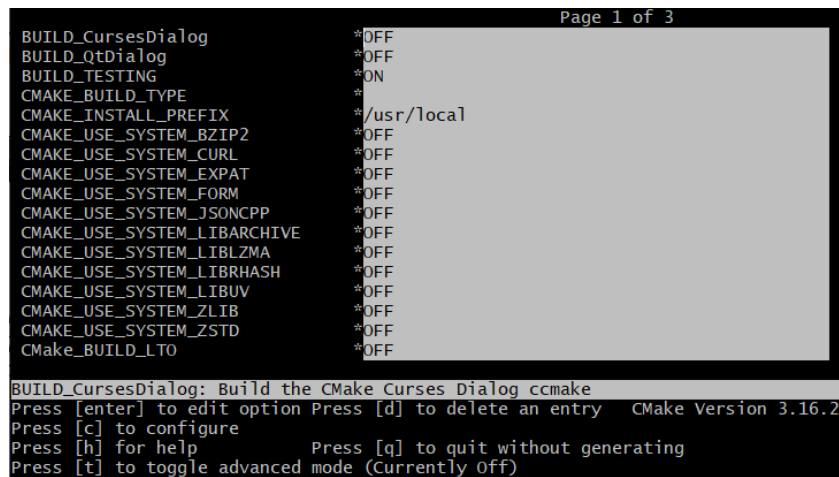 Page 1 of 3
BUILD_CursesDialog *OFF
BUILD_QtDialog *OFF
BUILD_TESTING *ON
CMAKE_BUILD_TYPE *
CMAKE_INSTALL_PREFIX */usr/local
CMAKE_USE_SYSTEM_BZIP2 *OFF
CMAKE_USE_SYSTEM_CURL *OFF
CMAKE_USE_SYSTEM_EXPAT *OFF
CMAKE_USE_SYSTEM_FORM *OFF
CMAKE_USE_SYSTEM_JSONCPP *OFF
CMAKE_USE_SYSTEM_LIBARCHIVE *OFF
CMAKE_USE_SYSTEM_LIBLZMA *OFF
CMAKE_USE_SYSTEM_LIBRHASH *OFF
CMAKE_USE_SYSTEM_LIBUV *OFF
CMAKE_USE_SYSTEM_ZLIB *OFF
CMAKE_USE_SYSTEM_ZSTD *OFF
CMake_BUILD_LTO *OFF
BUILD_CursesDialog: Build the CMake Curses Dialog ccmake
Press [enter] to edit option Press [d] to delete an entry CMake Version 3.16.2
Press [c] to configure
Press [h] for help Press [q] to quit without generating
Press [t] to toggle advanced mode (Currently Off)